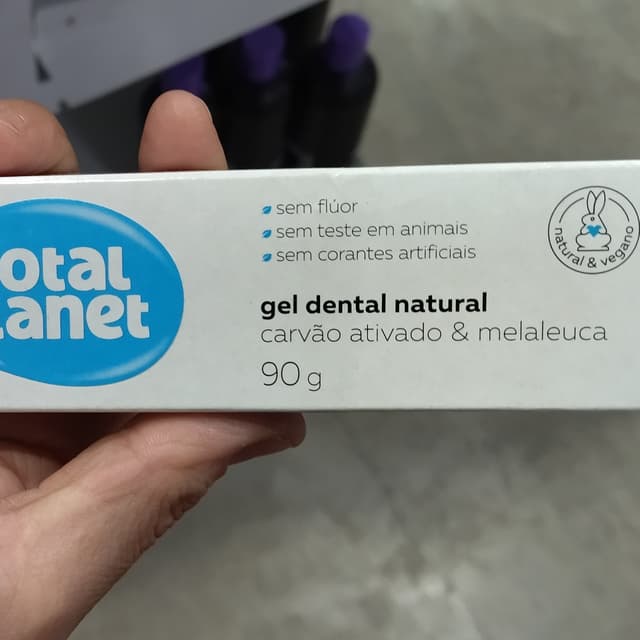 otal
anet
sem flúor
sem teste em animais
sem corantes artificiais
natural & vegano
gel dental natural
carvão ativado & melaleuca
90 g